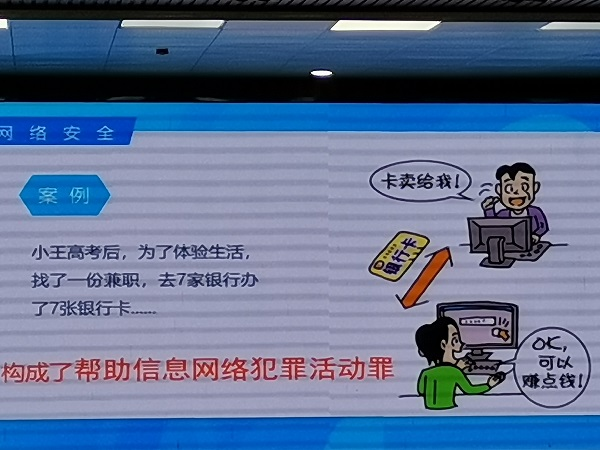 网络安全
案例
小王高考后，为了体验生活，
找了一份兼职，去7家银行办
了7张银行卡......
构成了帮助信息网络犯罪活动罪
卡卖给我！
银行卡
OK，
可以
赚点钱！